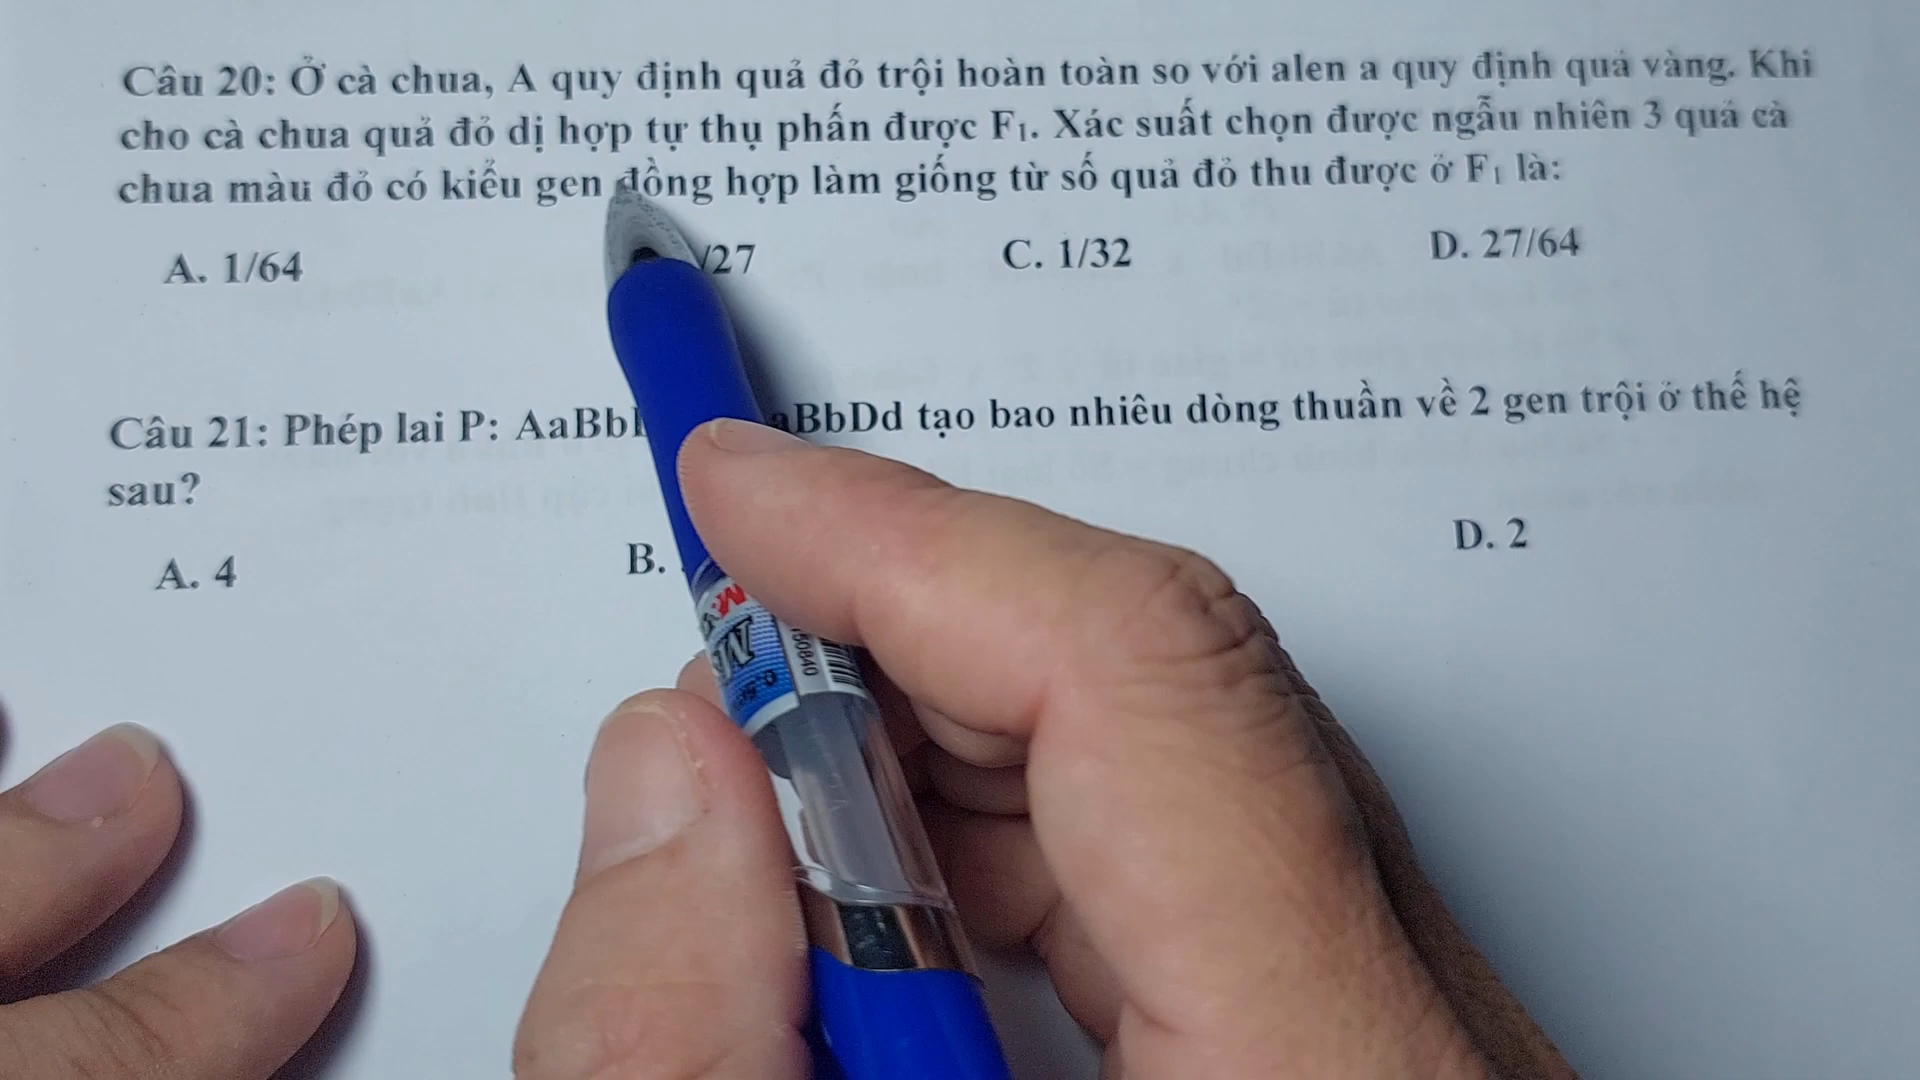 Câu 20: Ở cà chua, A quy định quả đỏ trội hoàn toàn so với alen a quy định quả vàng. Khi
cho cà chua quả đỏ dị hợp tự thụ phấn được F₁. Xác suất chọn được ngẫu nhiên 3 quả cà
chua màu đỏ có kiểu gen đồng hợp làm giống từ số quả đỏ thu được ở F₁ là:
A. 1/64 /27 C. 1/32 D. 27/64
Câu 21: Phép lai P: AaBb aBbDd tạo bao nhiêu dòng thuần về 2 gen trội ở thế hệ
sau?
A. 4 B. D. 2
150840